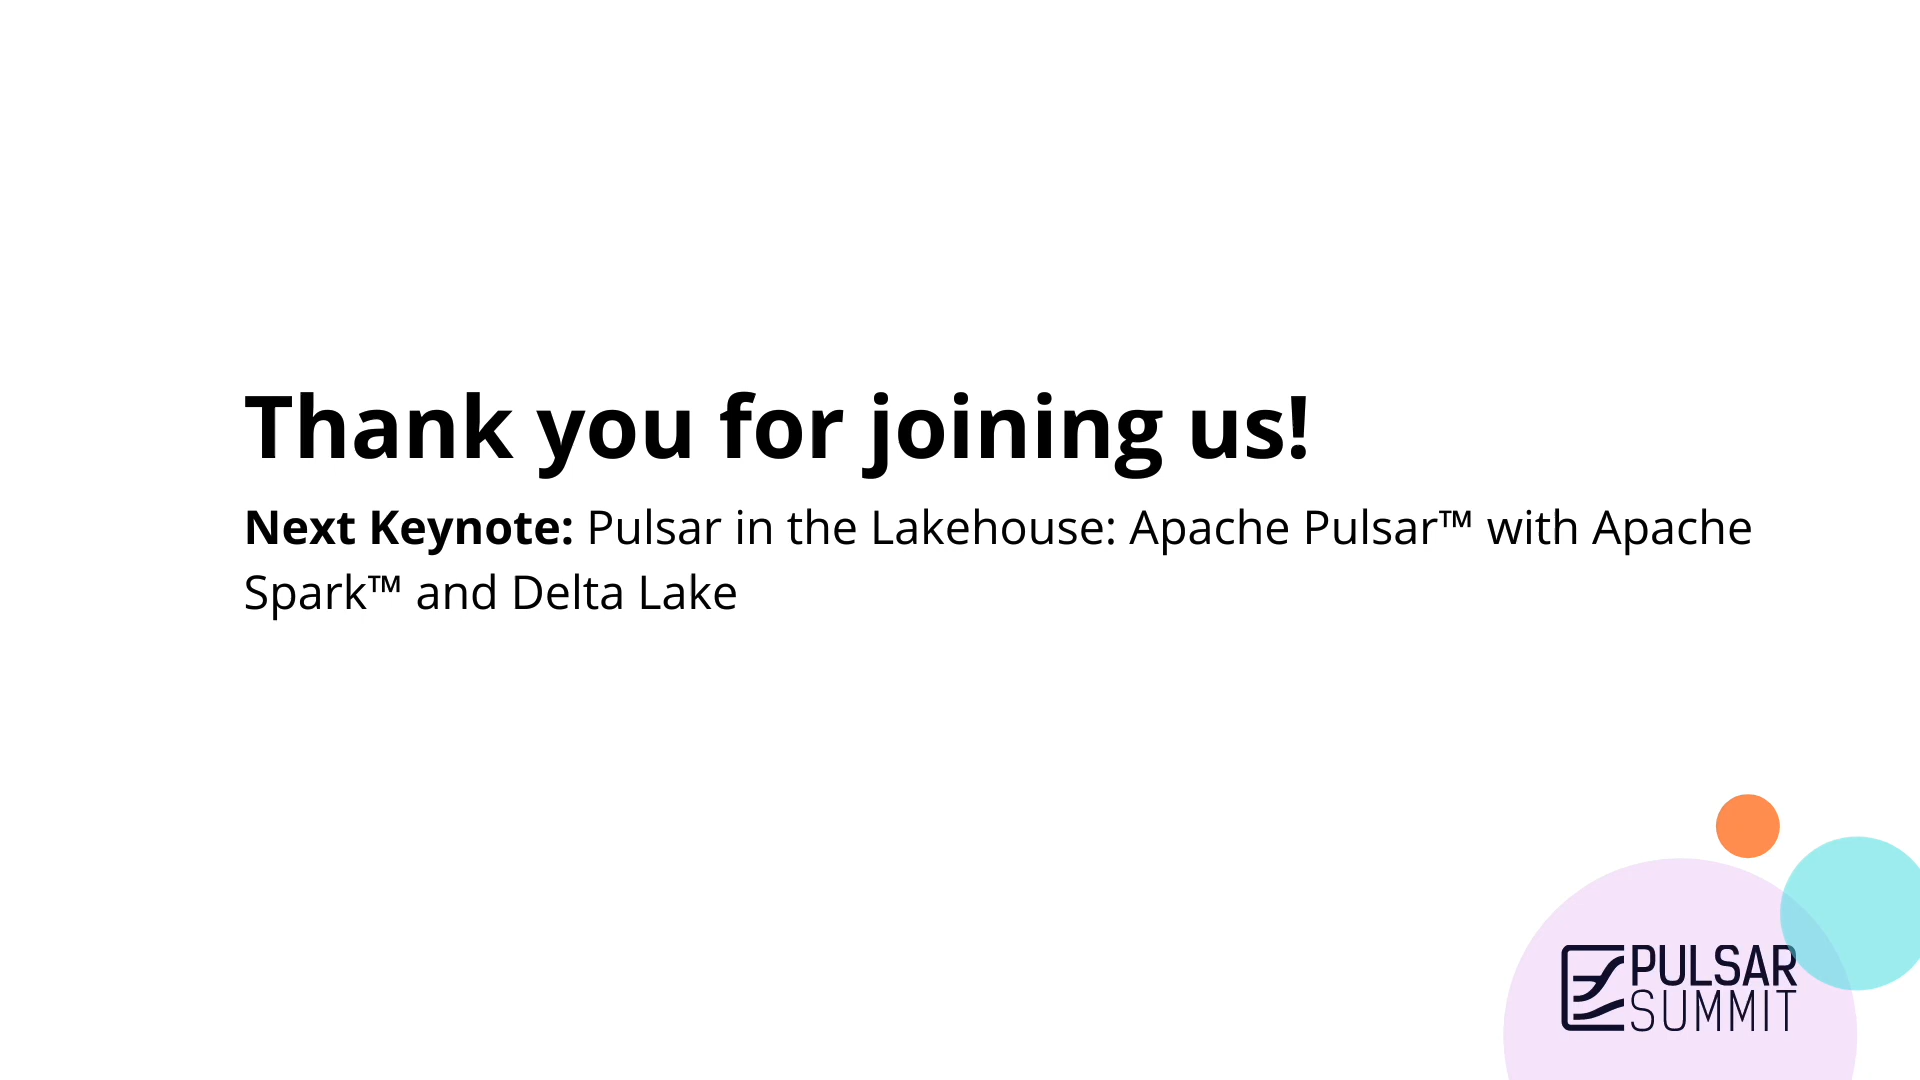 Thank you for joining us!
Next Keynote: Pulsar in the Lakehouse: Apache Pulsar™ with Apache
Spark™ and Delta Lake
PULSAR
SUMMIT